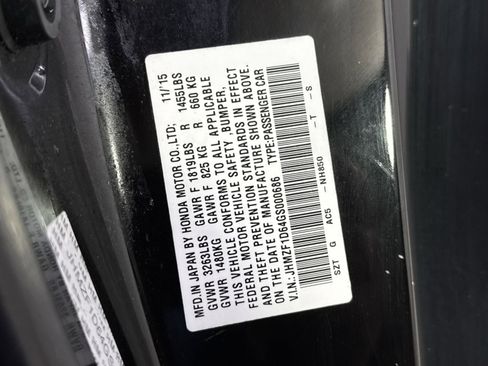 MFD.IN JAPAN BY HONDA MOTOR CO.,LTD; 11/15
GVWR 3263LBS GAWR F 1819LBS R 1455LBS
GVWR 1480KG GAWR F 825 KG R 660 KG
THIS VEHICLE CONFORMS TO ALL APPLICABLE
FEDERAL MOTOR VEHICLE SAFETY ,BUMPER,
AND THEFT PREVENTION STANDARDS IN EFFECT
ON THE DATE OF MANUFACTURE SHOWN ABOVE.
V.I.N.:JHMZF1D64GS000686 TYPE:PASSENGER CAR
SZT G AC5 -NH850 -T -S